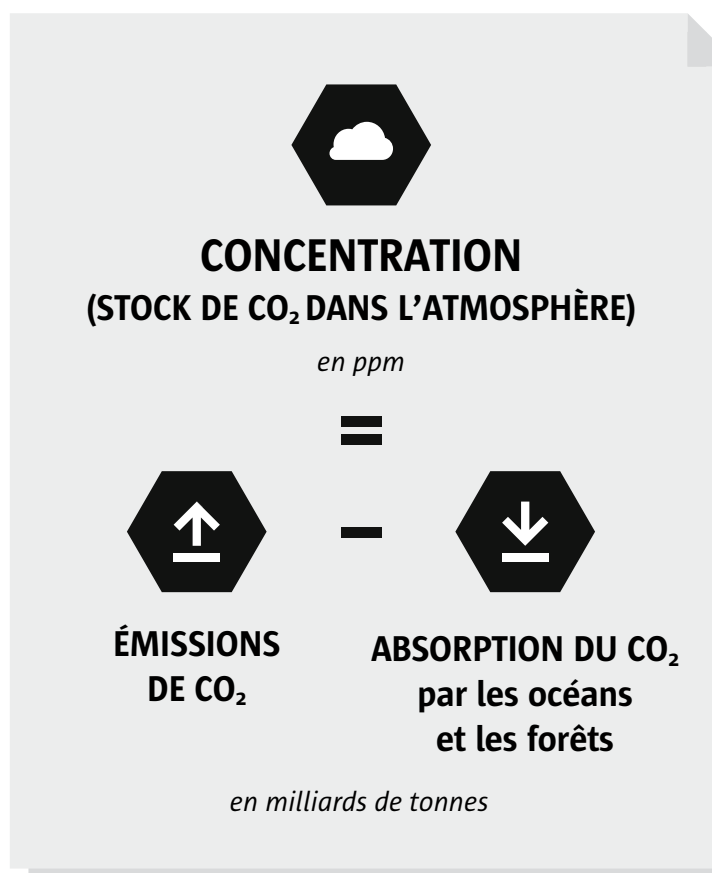 CONCENTRATION
(STOCK DE CO₂ DANS L’ATMOSPHÈRE)
en ppm
=
-
ÉMISSIONS
DE CO₂
ABSORPTION DU CO₂
par les océans
et les forêts
en milliards de tonnes